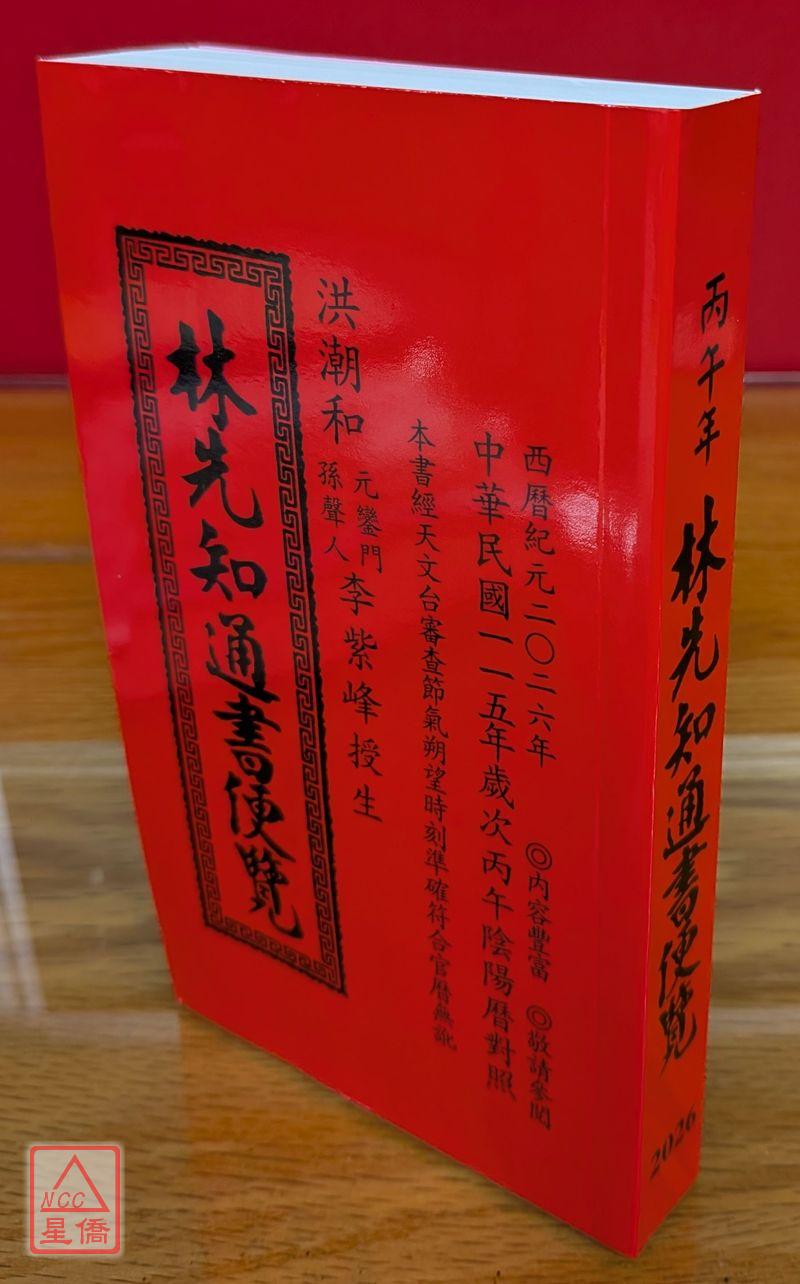 西曆紀元二〇二六年 ◎內容豐富 ◎敬請參閱
中華民國一一五年歲次丙午陰陽曆對照
本書經天文台審查節氣朔望時刻準確符合官曆無訛
洪潮和 元鑾門 孫聲人 李紫峰授生
林先知通書便覽
丙午年 林先知通書便覽 2026
NCC
星僑